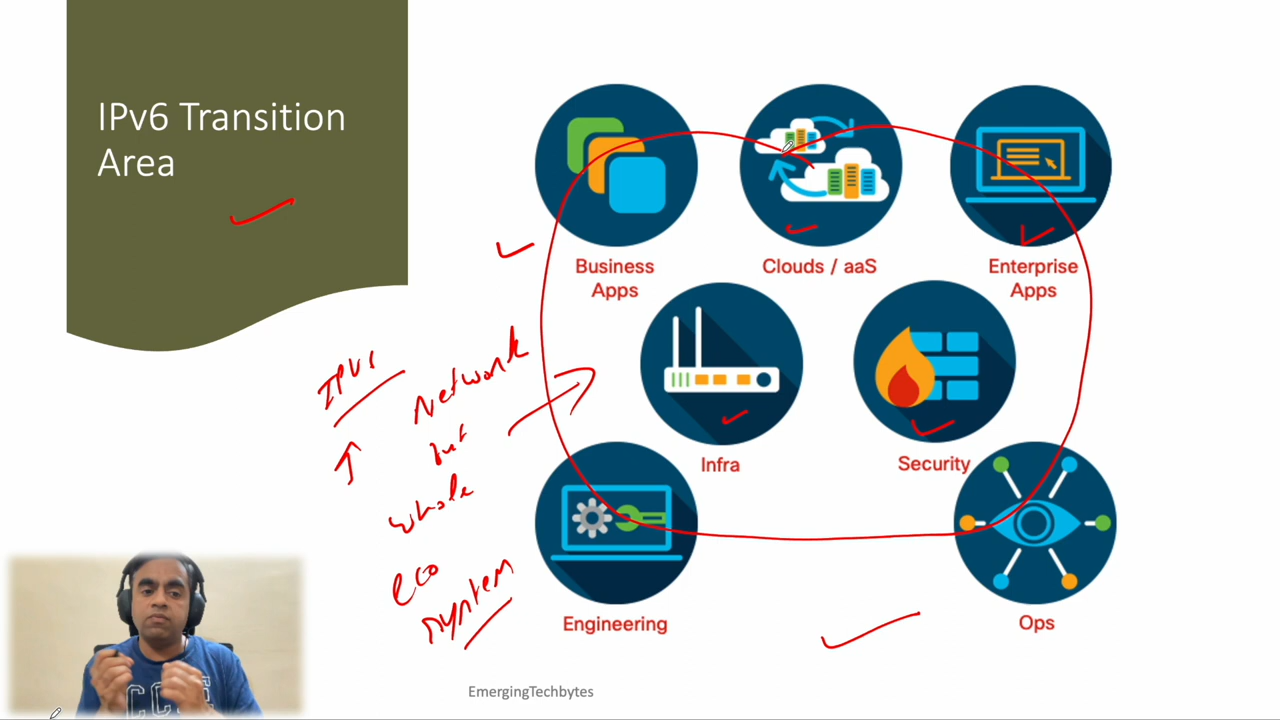 IPv6 Transition
Area
Business
Apps
Clouds / aaS
Enterprise
Apps
Infra
Security
Engineering
Ops
Network
but
whole
eco
system
EmergingTechbytes